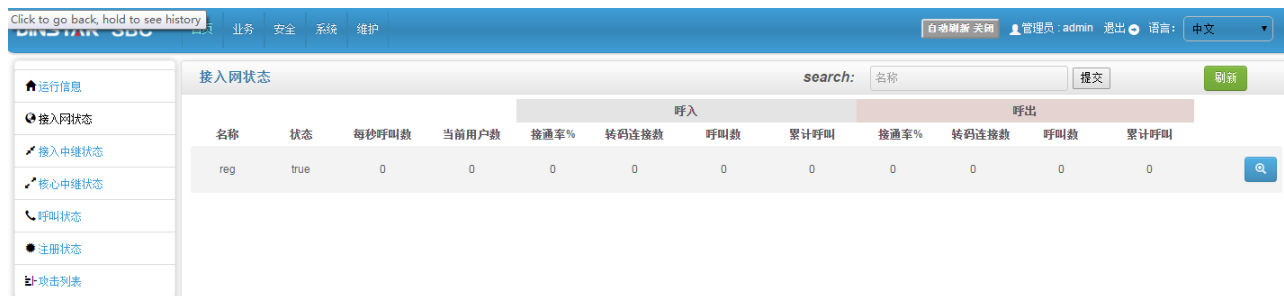 Click to go back, hold to see history
DINSTAR SBC 首页 业务 安全 系统 维护 自动刷新 关闭 管理员 : admin 退出 语言: 中文
运行信息
接入网状态
接入中继状态
核心中继状态
呼叫状态
注册状态
攻击列表
接入网状态 search: 名称 提交 刷新
呼入 呼出
名称 状态 每秒呼叫数 当前用户数 接通率% 转码连接数 呼叫数 累计呼叫 接通率% 转码连接数 呼叫数 累计呼叫
reg true 0 0 0 0 0 0 0 0 0 0